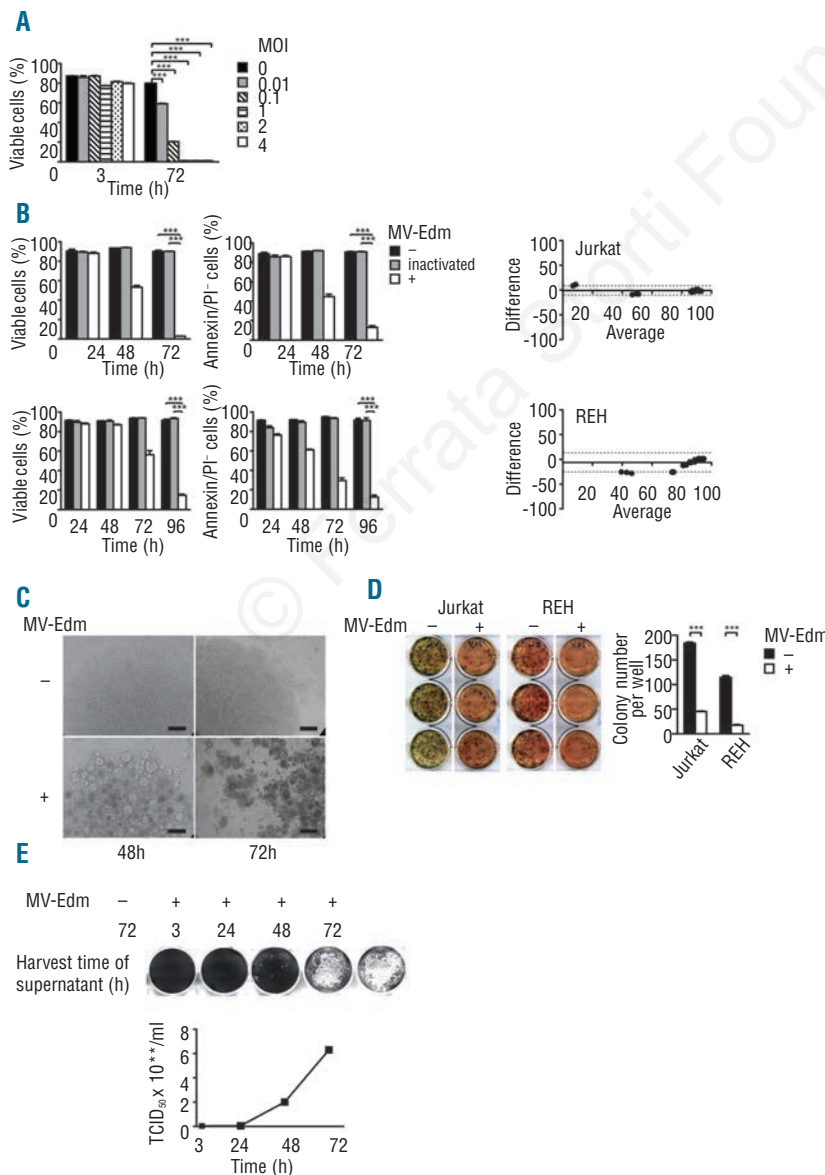 A
Viable cells (%)
100
80
60
40
20
0
3
72
Time (h)
***
***
***
***
***
MOI
0
0.01
0.1
1
2
4
B
Viable cells (%)
100
80
60
40
20
0
24 48 72
Time (h)
***
***
Annexin/PI⁻ cells (%)
100
80
60
40
20
0
24 48 72
Time (h)
***
***
MV-Edm
–
inactivated
+
Difference
100
50
0
-50
-100
Jurkat
20 40 60 80 100
Average
Viable cells (%)
100
80
60
40
20
0
24 48 72 96
Time (h)
***
***
Annexin/PI⁻ cells (%)
100
80
60
40
20
0
24 48 72 96
Time (h)
***
***
Difference
100
50
0
-50
-100
REH
20 40 60 80 100
Average
© Ferrata Storti Foun
C
MV-Edm
–
+
48h 72h
D
Jurkat REH
MV-Edm – + – +
Colony number
per well
200
150
100
50
0
*** ***
Jurkat
REH
MV-Edm
–
+
E
MV-Edm – + + + +
72 3 24 48 72
Harvest time of
supernatant (h)
TCID₅₀ x 10**/ml
8
6
4
2
0
3 24 48 72
Time (h)